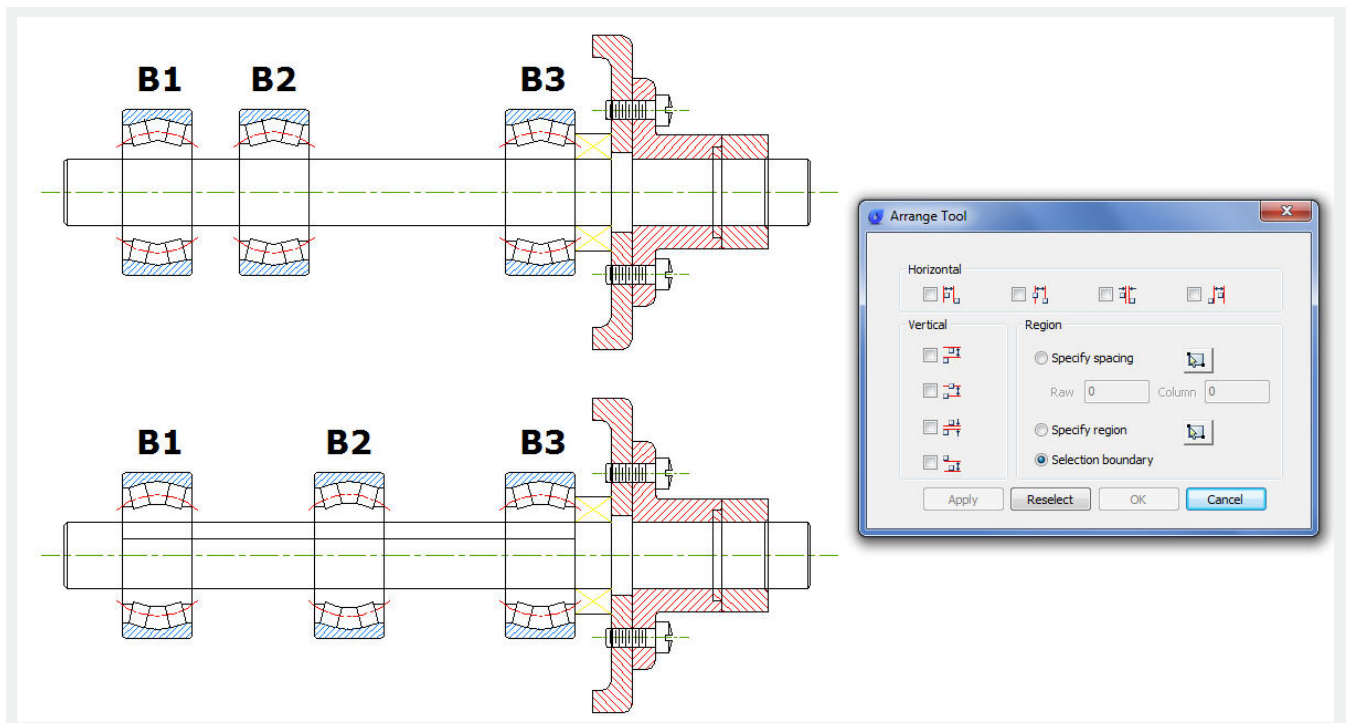 B1 B2 B3
Arrange Tool
Horizontal
Vertical
Region
Specify spacing
Raw 0 Column 0
Specify region
Selection boundary
Apply Reselect OK Cancel
B1 B2 B3